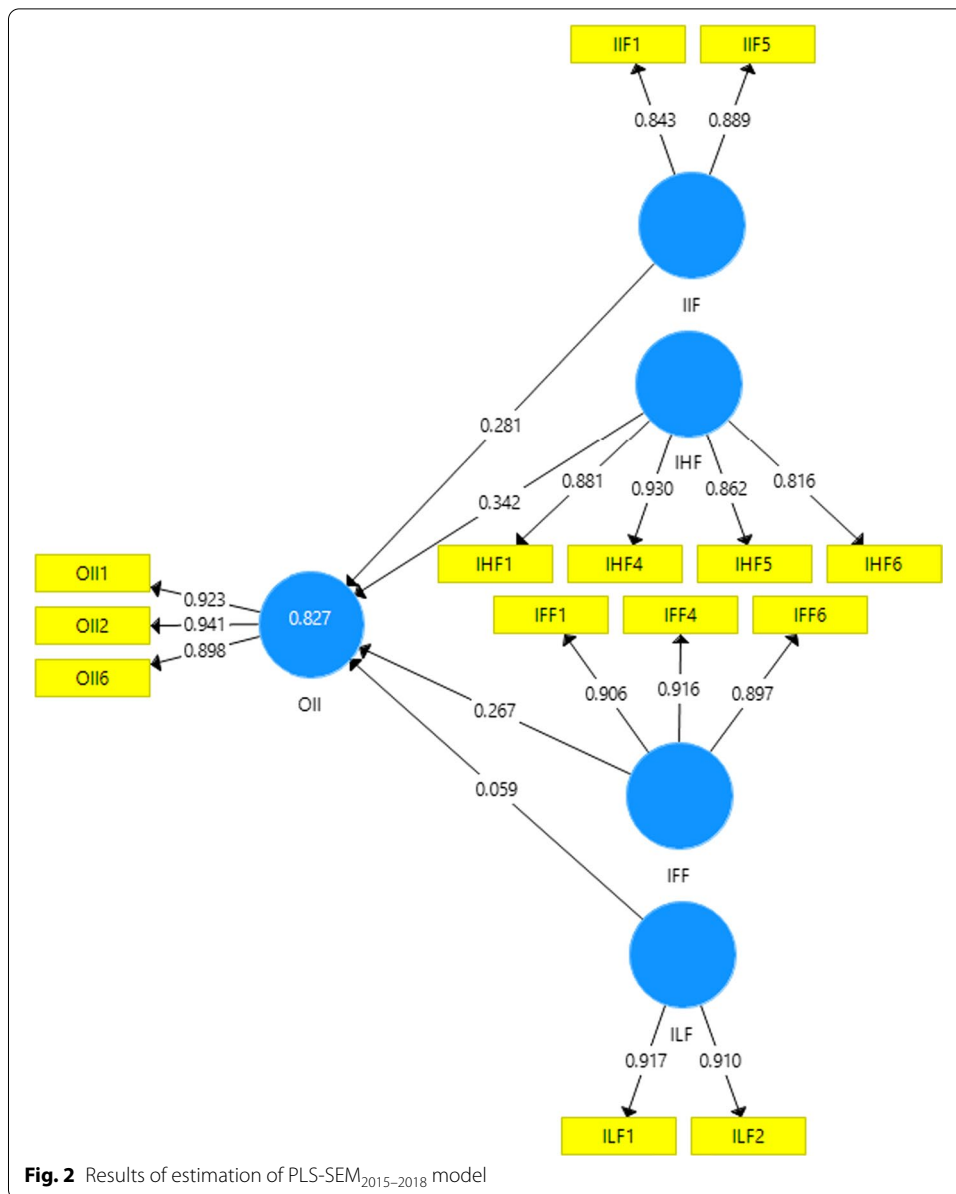 IIF1 IIF5
0.843 0.889
IIF
0.281
IHF
0.342 0.881 0.930 0.862 0.816
IHF1 IHF4 IHF5 IHF6
OII1 0.923
OII2 0.941
OII6 0.898
0.827
OII
IFF1 IFF4 IFF6
0.906 0.916 0.897
0.267
IFF
0.059
ILF
0.917 0.910
ILF1 ILF2
Fig. 2 Results of estimation of PLS-SEM2015–2018 model